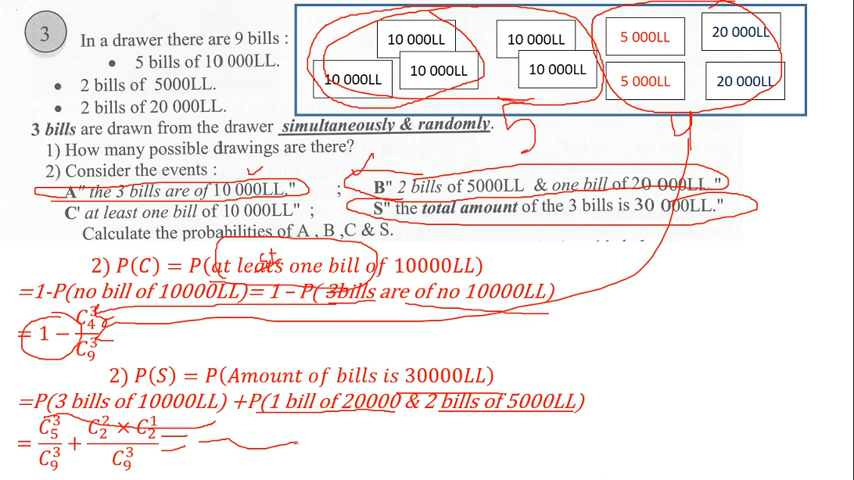 3
In a drawer there are 9 bills :
• 5 bills of 10 000LL.
• 2 bills of 5000LL.
• 2 bills of 20 000LL.
10 000LL 10 000LL 5 000LL 20 000LL
10 000LL 10 000LL 10 000LL 5 000LL 20 000LL
5 4
3 bills are drawn from the drawer simultaneously & randomly.
1) How many possible drawings are there?
2) Consider the events :
A" the 3 bills are of 10 000LL." ; B" 2 bills of 5000LL & one bill of 20 000LL."
C' at least one bill of 10 000LL" ; S" the total amount of the 3 bills is 30 000LL."
Calculate the probabilities of A , B ,C & S.
st
2) P(C) = P(at leats one bill of 10000LL)
=1-P(no bill of 10000LL)= 1 − P( 3bills are of no 10000LL)
= 1 − C₄³ / C₉³
2) P(S) = P(Amount of bills is 30000LL)
=P(3 bills of 10000LL) +P(1 bill of 20000 & 2 bills of 5000LL)
= C₅³ / C₉³ + C₂² × C₂¹ / C₉³ =